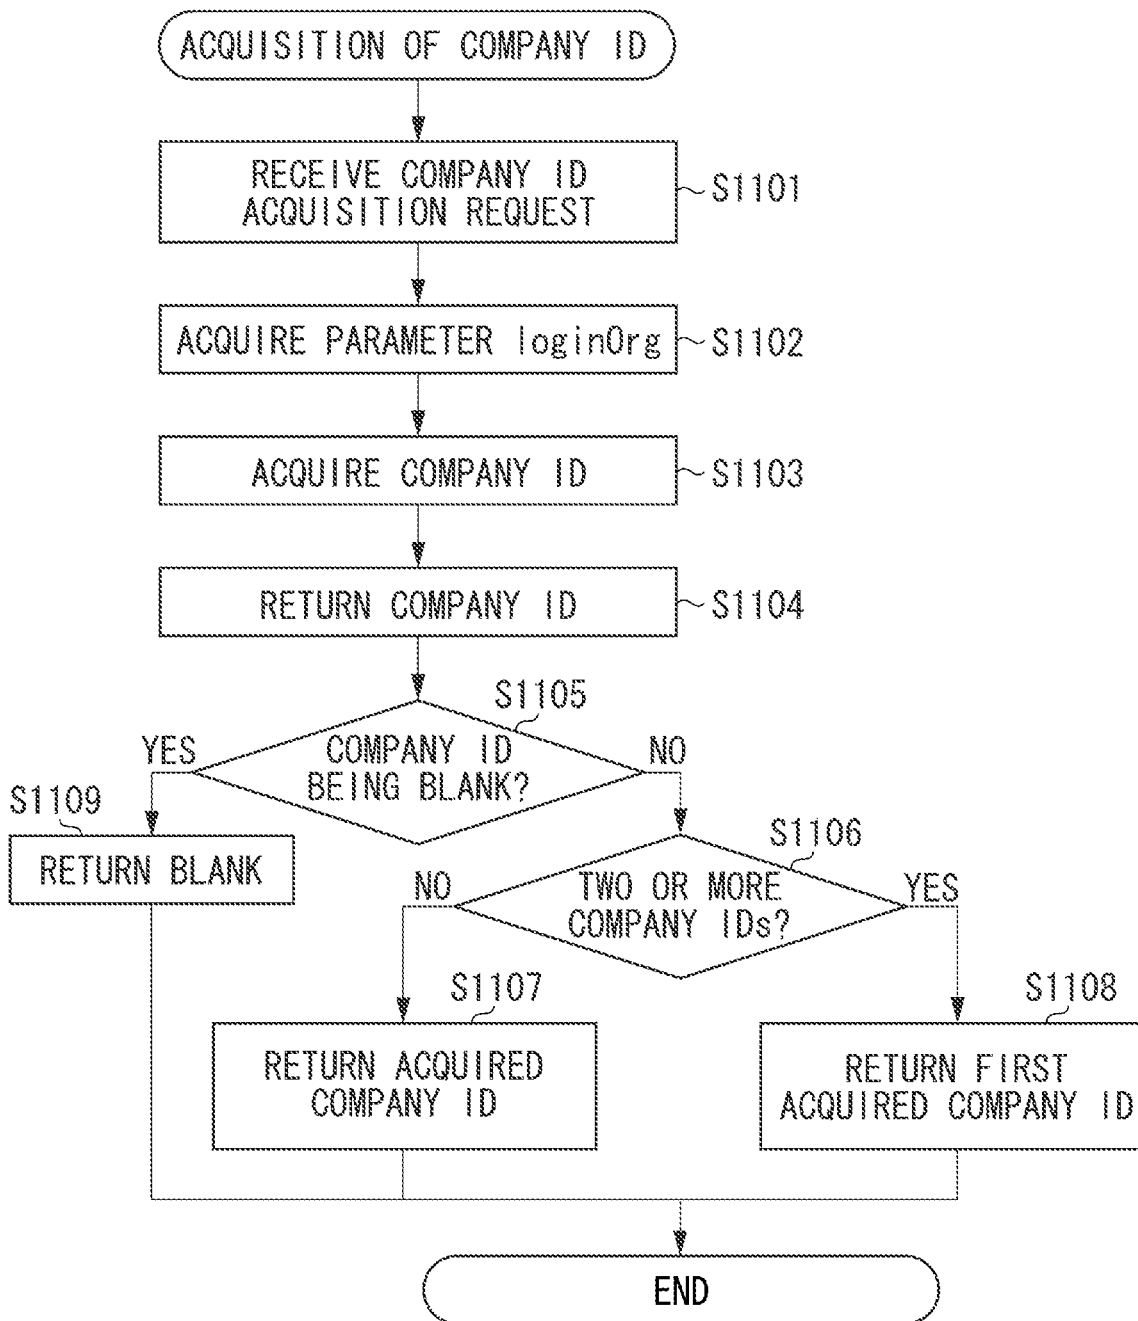 ACQUISITION OF COMPANY ID
RECEIVE COMPANY ID
ACQUISITION REQUEST
S1101
ACQUIRE PARAMETER loginOrg
S1102
ACQUIRE COMPANY ID
S1103
RETURN COMPANY ID
S1104
S1105
YES
COMPANY ID
BEING BLANK?
NO
S1109
RETURN BLANK
S1106
NO
TWO OR MORE
COMPANY IDs?
YES
S1107
RETURN ACQUIRED
COMPANY ID
S1108
RETURN FIRST
ACQUIRED COMPANY ID
END